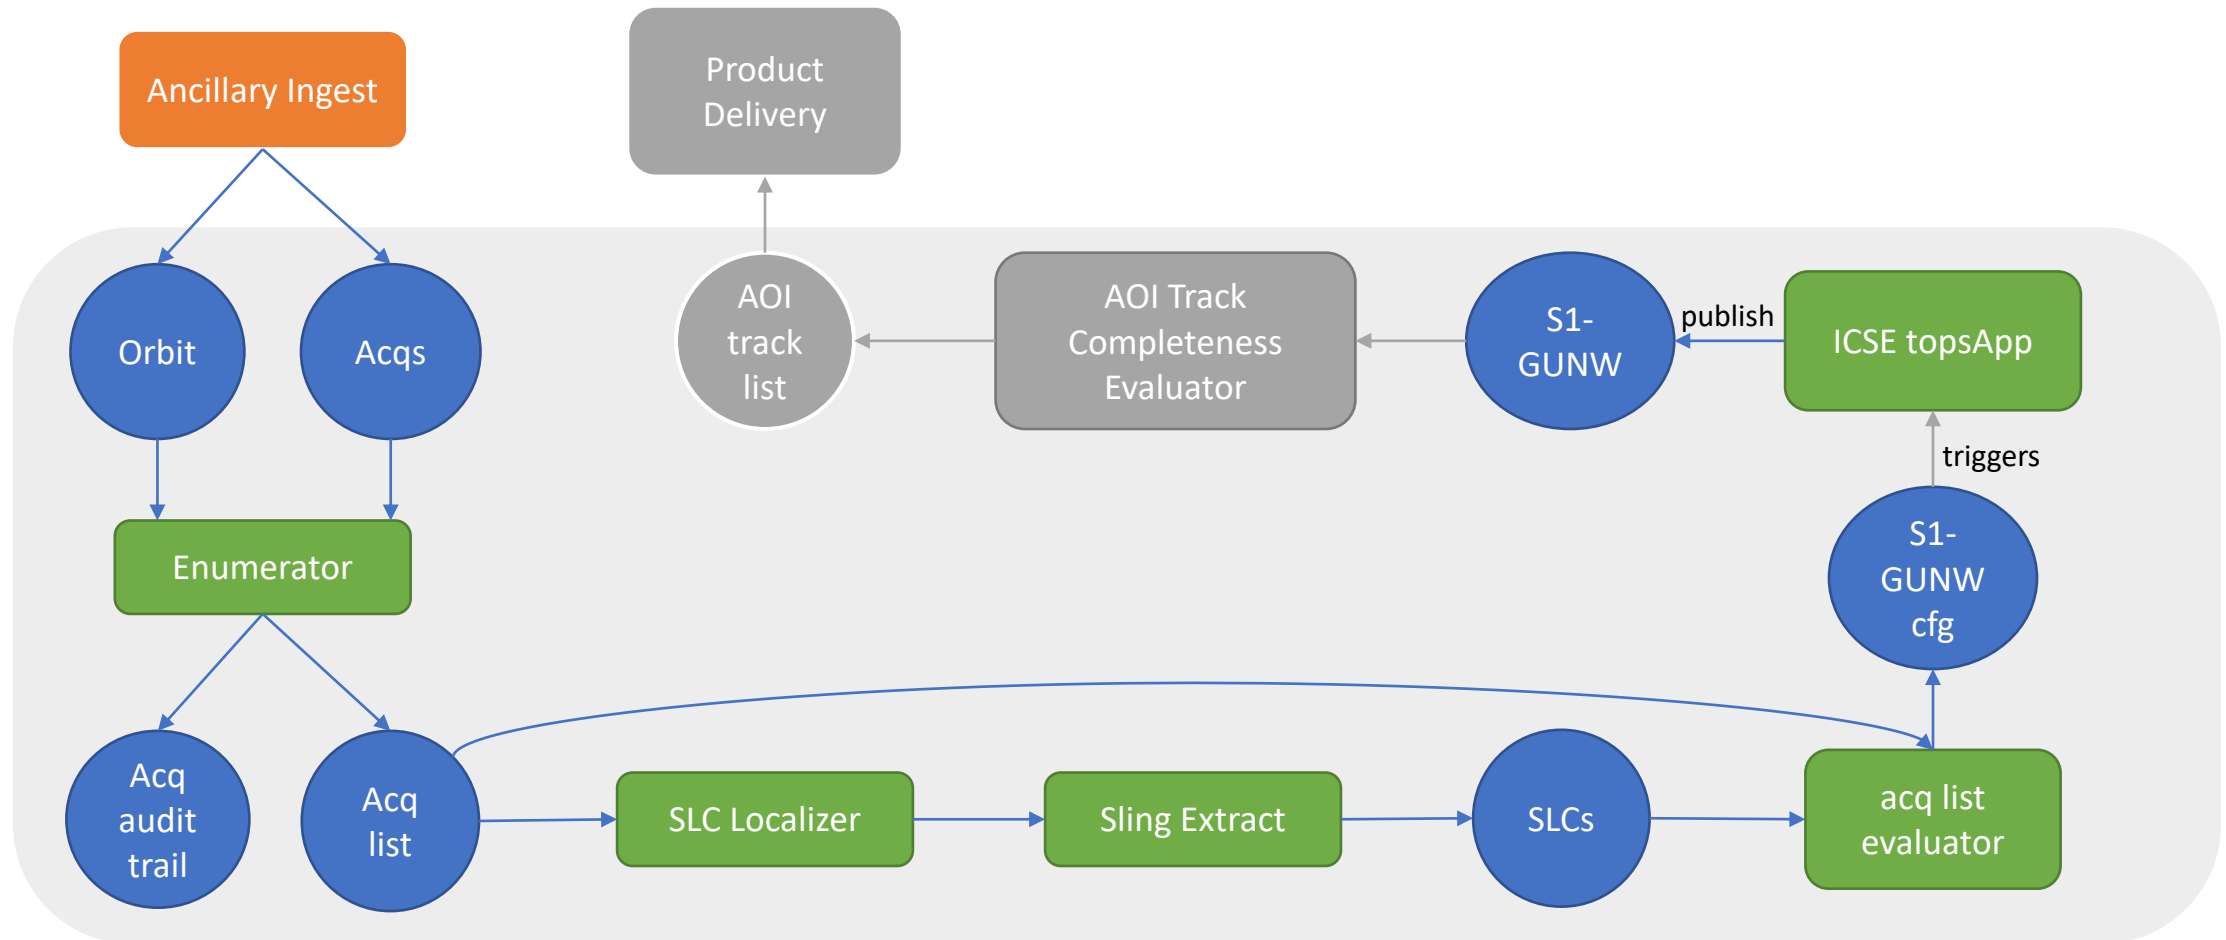 Ancillary Ingest
Product
Delivery
Orbit
Acqs
AOI
track
list
AOI Track
Completeness
Evaluator
S1-
GUNW
publish
ICSE topsApp
triggers
Enumerator
S1-
GUNW
cfg
Acq
audit
trail
Acq
list
SLC Localizer
Sling Extract
SLCs
acq list
evaluator